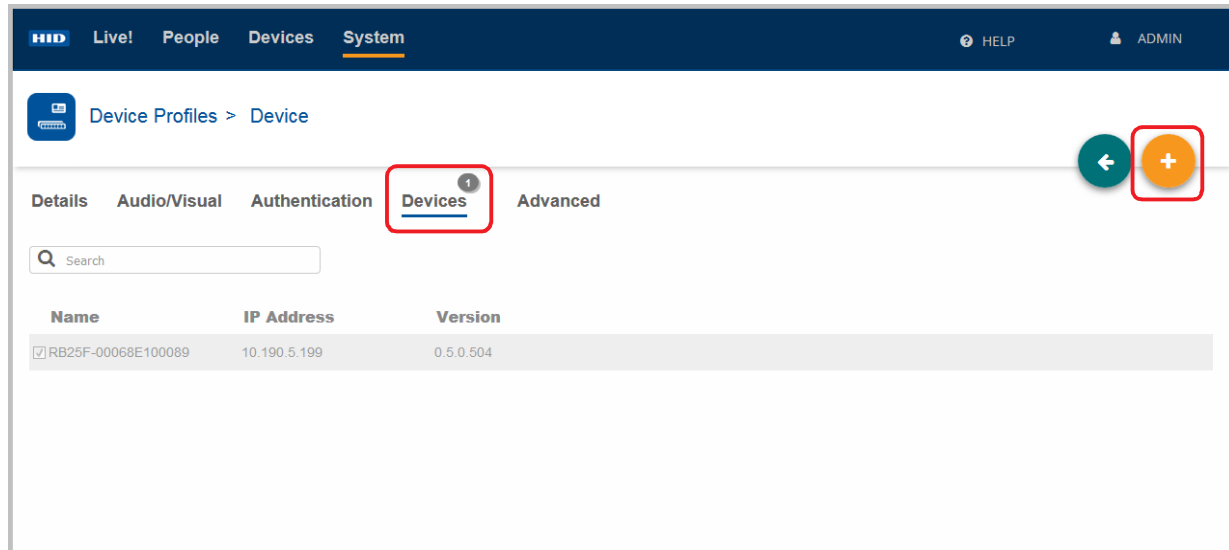 HID Live! People Devices System HELP ADMIN
Device Profiles > Device
1
Details Audio/Visual Authentication Devices Advanced
Search
Name IP Address Version
RB25F-00068E100089 10.190.5.199 0.5.0.504